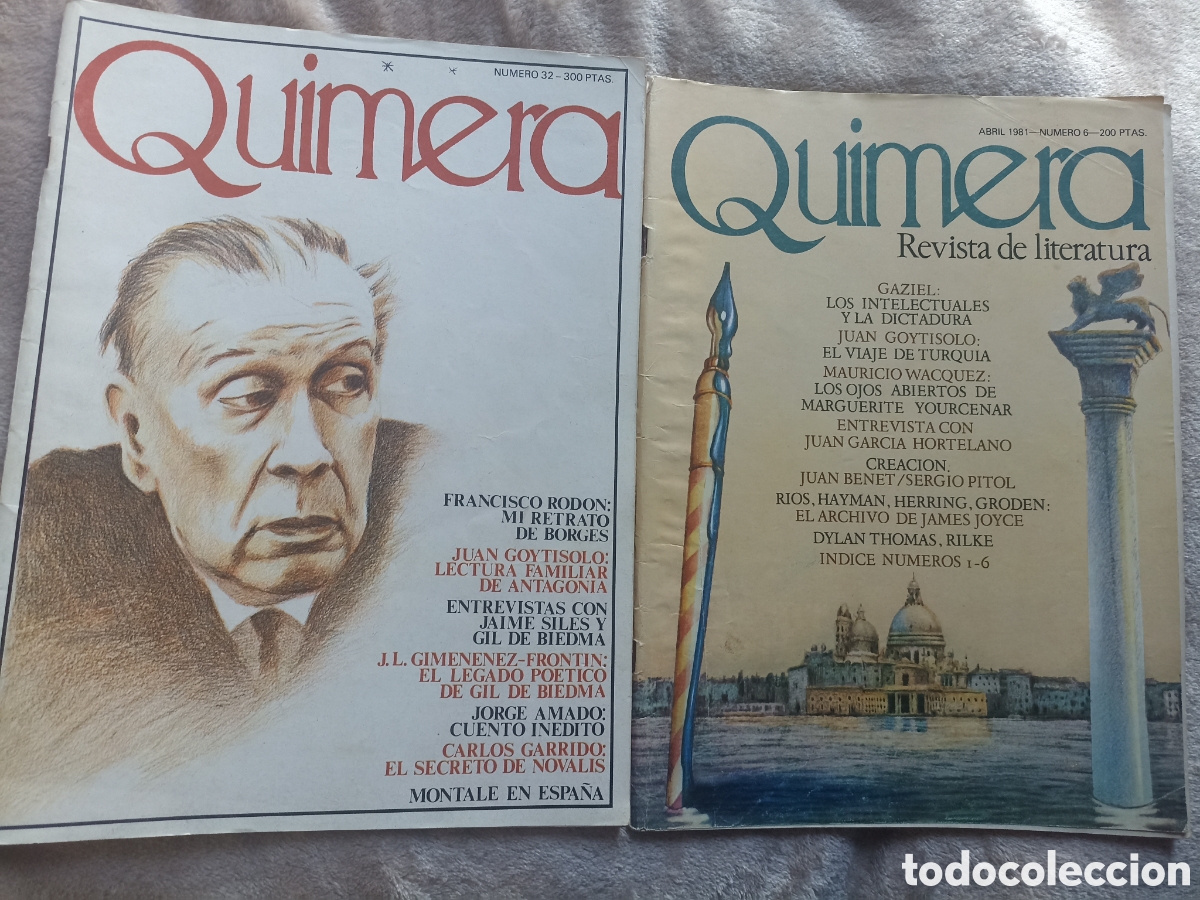 NUMERO 32 – 300 PTAS.
Quimera
FRANCISCO RODON:
MI RETRATO
DE BORGES
JUAN GOYTISOLO:
LECTURA FAMILIAR
DE ANTAGONIA
ENTREVISTAS CON
JAIME SILES Y
GIL DE BIEDMA
J.L. GIMENENEZ-FRONTIN:
EL LEGADO POETICO
DE GIL DE BIEDMA
JORGE AMADO:
CUENTO INEDITO
CARLOS GARRIDO:
EL SECRETO DE NOVALIS
MONTALE EN ESPAÑA
ABRIL 1981—NUMERO 6—200 PTAS.
Quimera
Revista de literatura
GAZIEL:
LOS INTELECTUALES
Y LA DICTADURA
JUAN GOYTISOLO:
EL VIAJE DE TURQUIA
MAURICIO WACQUEZ:
LOS OJOS ABIERTOS DE
MARGUERITE YOURCENAR
ENTREVISTA CON
JUAN GARCIA HORTELANO
CREACION.
JUAN BENET/SERGIO PITOL
RIOS, HAYMAN, HERRING, GRODEN:
EL ARCHIVO DE JAMES JOYCE
DYLAN THOMAS, RILKE
INDICE NUMEROS 1-6
todocoleccion